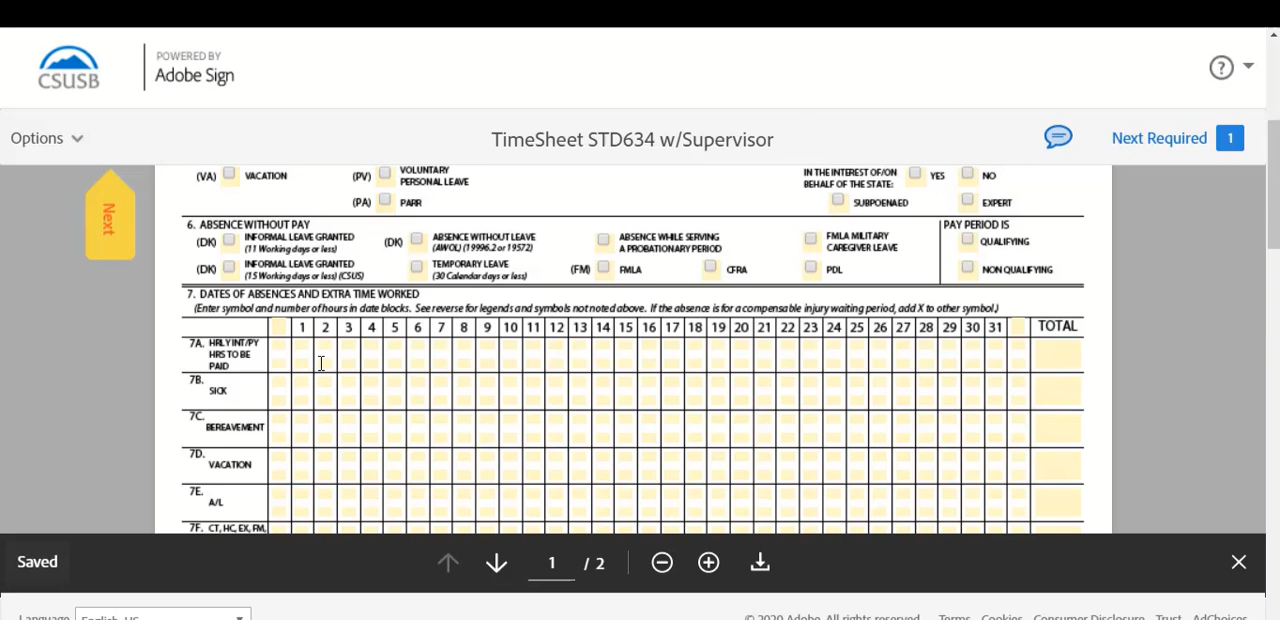 CSUSB
POWERED BY
Adobe Sign
?
Options
TimeSheet STD634 w/Supervisor
Next Required 1
Next
(VA) VACATION (PV) VOLUNTARY
PERSONAL LEAVE
IN THE INTEREST OF/ON
BEHALF OF THE STATE: YES NO
(PA) PARR SUBPOENAED EXPERT
6. ABSENCE WITHOUT PAY PAY PERIOD IS
(DK) INFORMAL LEAVE GRANTED
(11 Working days or less)
(DK) ABSENCE WITHOUT LEAVE
(AWOL) (19996.2 or 19572)
ABSENCE WHILE SERVING
A PROBATIONARY PERIOD
FMLA MILITARY
CAREGIVER LEAVE
QUALIFYING
(DK) INFORMAL LEAVE GRANTED
(15 Working days or less) (CSUS)
TEMPORARY LEAVE
(30 Calendar days or less)
(FM) FMLA CFRA PDL NON QUALIFYING
7. DATES OF ABSENCES AND EXTRA TIME WORKED
(Enter symbol and number of hours in date blocks. See reverse for legends and symbols not noted above. If the absence is for a compensable injury waiting period, add X to other symbol.)
1 2 3 4 5 6 7 8 9 10 11 12 13 14 15 16 17 18 19 20 21 22 23 24 25 26 27 28 29 30 31 TOTAL
7A. HRLY INT/PY
HRS TO BE
PAID
7B.
SICK
7C.
BEREAVEMENT
7D.
VACATION
7E.
A/L
7F. CT, HC, EX, FM,
Saved
1 / 2
Language English: US
© 2020 Adobe. All rights reserved. Terms Cookies Consumer Disclosure Trust AdChoices